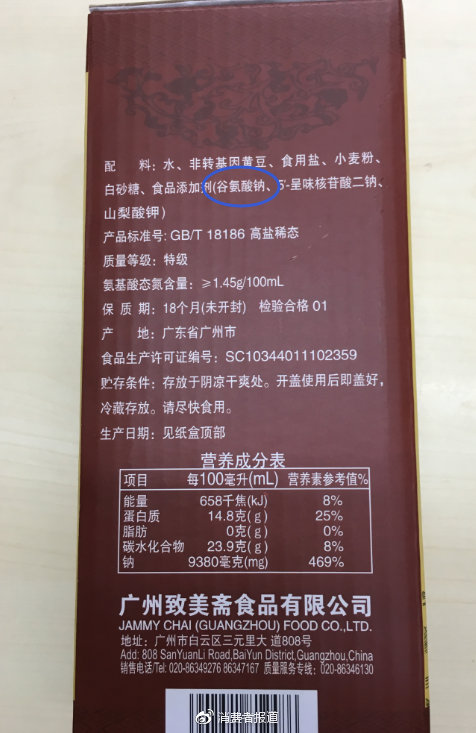 配　　料：水、非转基因黄豆、食用盐、小麦粉、
白砂糖、食品添加剂(谷氨酸钠、5'-呈味核苷酸二钠、
山梨酸钾)
产品标准号: GB/T 18186 高盐稀态
质量等级: 特级
氨基酸态氮含量: ≥1.45g/100mL
保 质 期: 18个月(未开封)　检验合格 01
产　　地: 广东省广州市
食品生产许可证编号: SC10344011102359
贮存条件: 存放于阴凉干爽处。开盖使用后即盖好,
冷藏存放。请尽快食用。
生产日期: 见纸盒顶部
营养成分表
项目 每100毫升(mL) 营养素参考值%
能量 658千焦(kJ) 8%
蛋白质 14.8克(g) 25%
脂肪 0克(g) 0%
碳水化合物 23.9克(g) 8%
钠 9380毫克(mg) 469%
广州致美斋食品有限公司
JAMMY CHAI (GUANGZHOU) FOOD CO.,LTD.
地址: 广州市白云区三元里大道808号
Add: 808 SanYuanLi Road,BaiYun District,Guangzhou,China
销售电话/Tel: 020-86349276 86347167 质量服务专线: 020-86346130
消费者报道